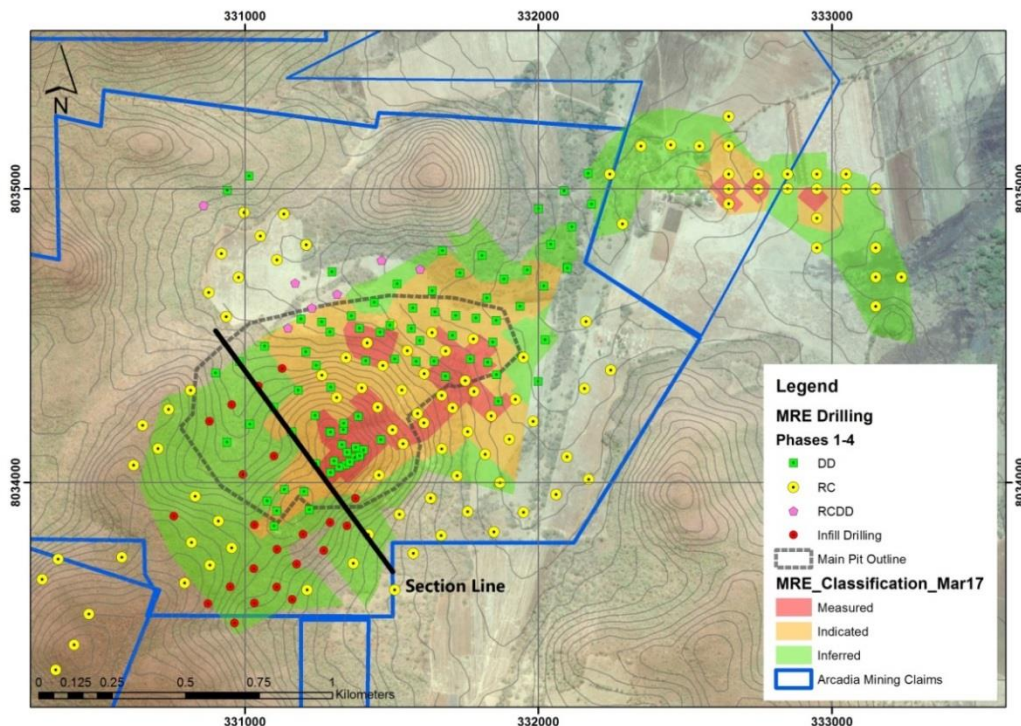 331000 332000 333000
N
8035000 8035000
8034000 8034000
Section Line
Legend
MRE Drilling
Phases 1-4
DD
RC
RCDD
Infill Drilling
Main Pit Outline
MRE_Classification_Mar17
Measured
Indicated
Inferred
Arcadia Mining Claims
0 0.125 0.25 0.5 0.75 1
Kilometers
331000 332000 333000